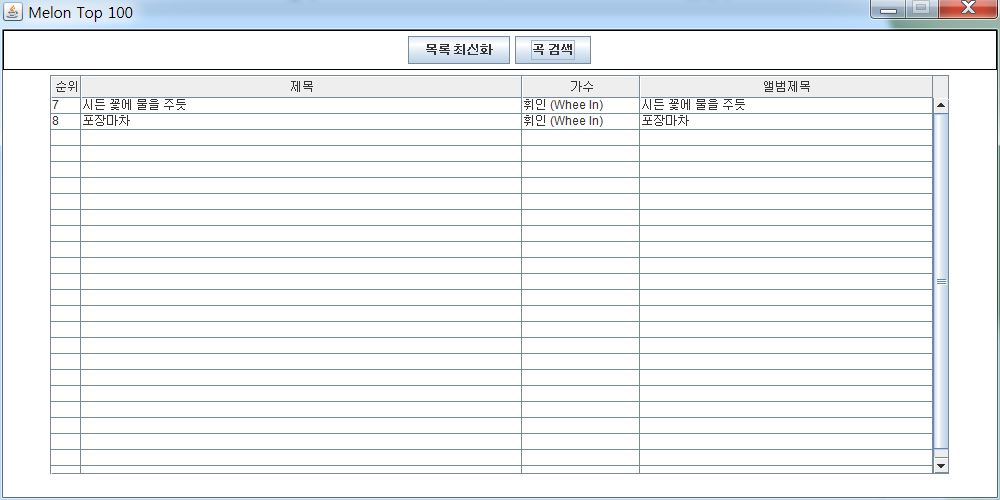 Melon Top 100
목록 최신화 곡 검색
순위 제목 가수 앨범제목
7 시든 꽃에 물을 주듯 휘인 (Whee In) 시든 꽃에 물을 주듯
8 포장마차 휘인 (Whee In) 포장마차